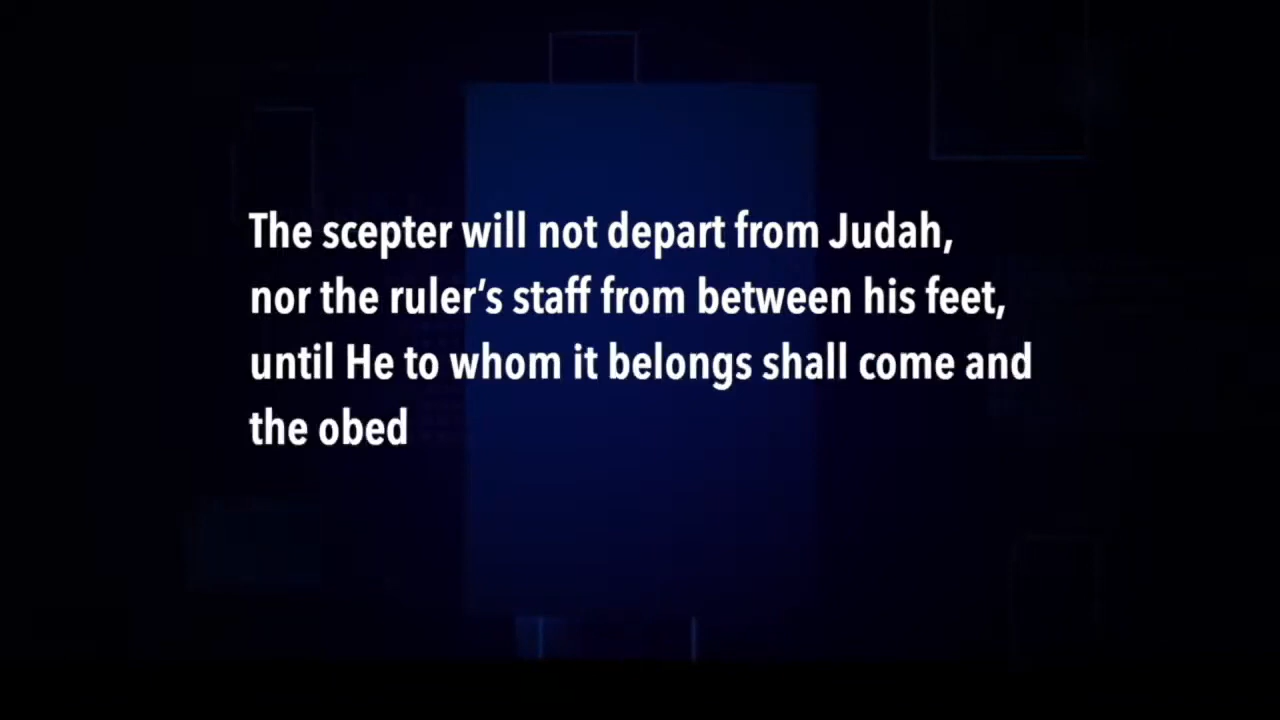 The scepter will not depart from Judah,
nor the ruler’s staff from between his feet,
until He to whom it belongs shall come and
the obed